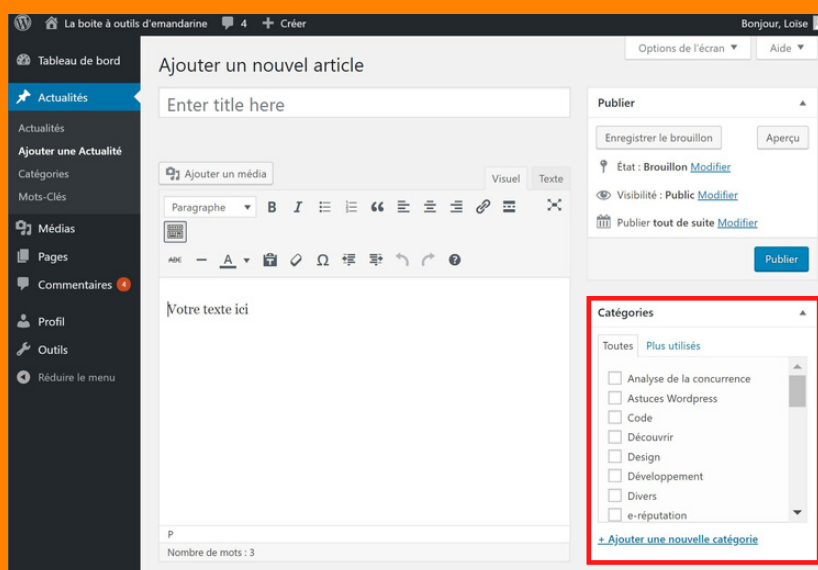 La boite à outils d'emandarine 4 + Créer Bonjour, Loïse
Options de l'écran ▼ Aide ▼
Tableau de bord
Actualités
Actualités
Ajouter une Actualité
Catégories
Mots-Clés
Médias
Pages
Commentaires 4
Profil
Outils
Réduire le menu
Ajouter un nouvel article
Enter title here
Ajouter un média
Visuel Texte
Paragraphe ▼ B I
ABC A Ω
Votre texte ici
P
Nombre de mots : 3
Publier
Enregistrer le brouillon Aperçu
État : Brouillon Modifier
Visibilité : Public Modifier
Publier tout de suite Modifier
Publier
Catégories
Toutes Plus utilisés
Analyse de la concurrence
Astuces Wordpress
Code
Découvrir
Design
Développement
Divers
e-réputation
+ Ajouter une nouvelle catégorie